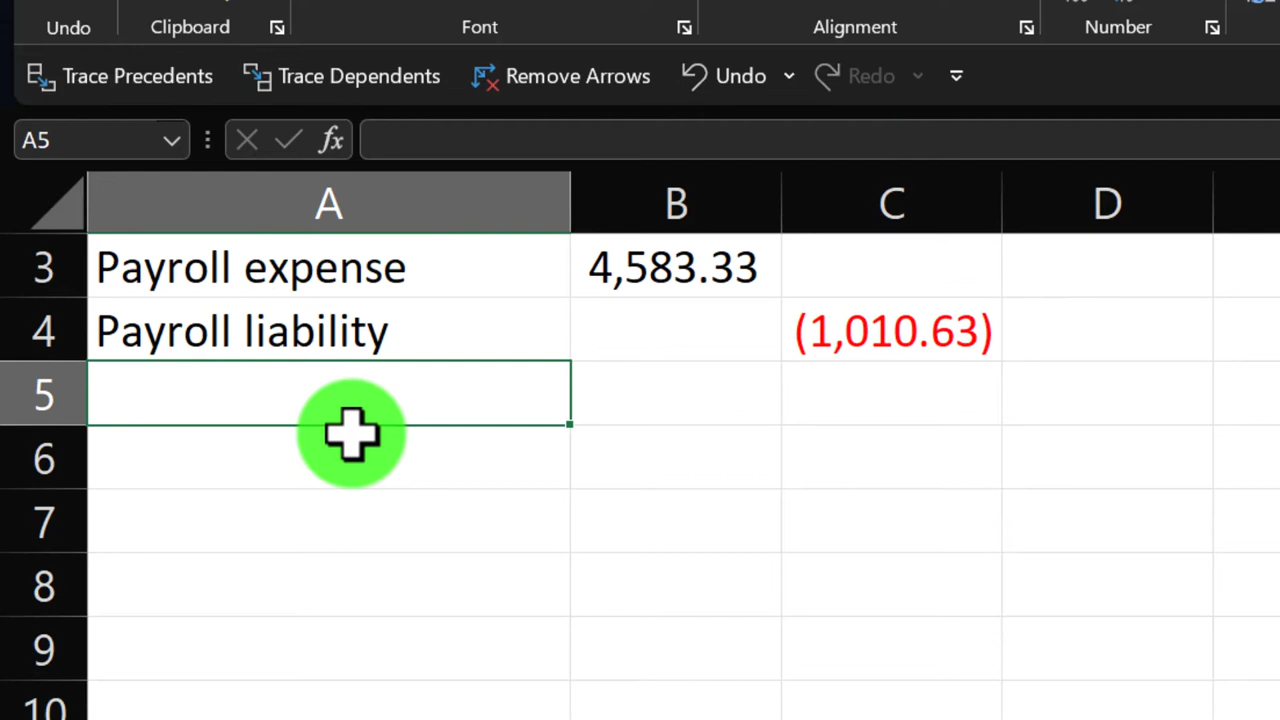 Undo Clipboard Font Alignment Number
Trace Precedents Trace Dependents Remove Arrows Undo Redo
A5 fx
A B C D
3 Payroll expense 4,583.33
4 Payroll liability (1,010.63)
5
6
7
8
9
10